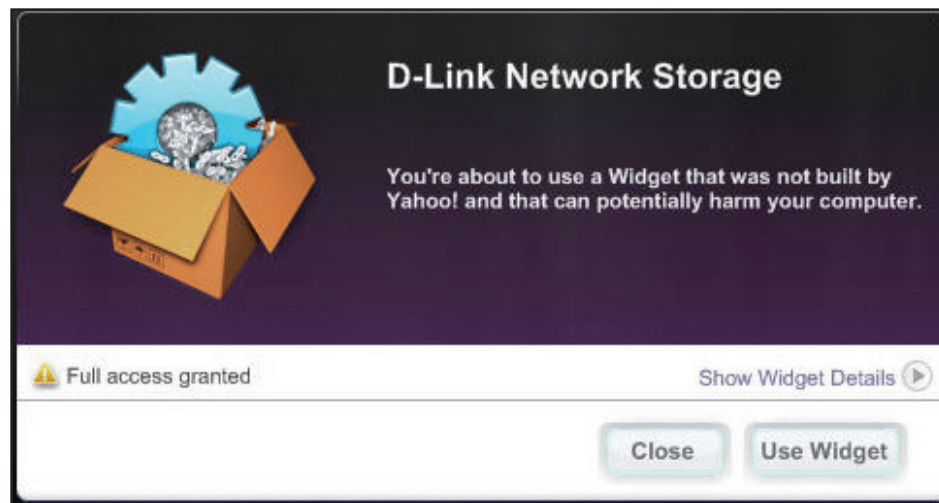 D-Link Network Storage
You're about to use a Widget that was not built by
Yahoo! and that can potentially harm your computer.
Full access granted
Show Widget Details
Close
Use Widget